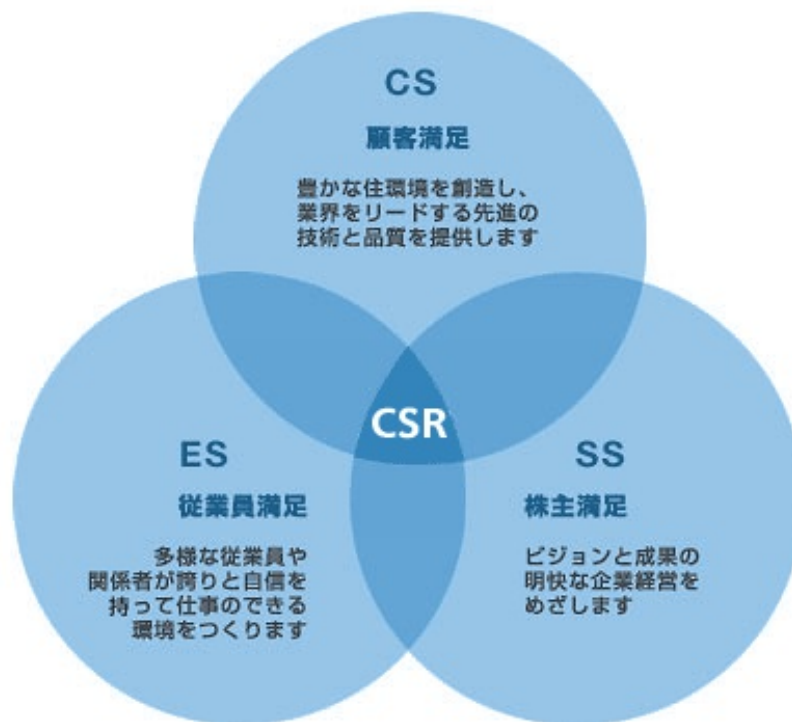 CS
顧客満足
豊かな住環境を創造し、
業界をリードする先進の
技術と品質を提供します
CSR
ES
従業員満足
多様な従業員や
関係者が誇りと自信を
持って仕事のできる
環境をつくります
SS
株主満足
ビジョンと成果の
明快な企業経営を
めざします